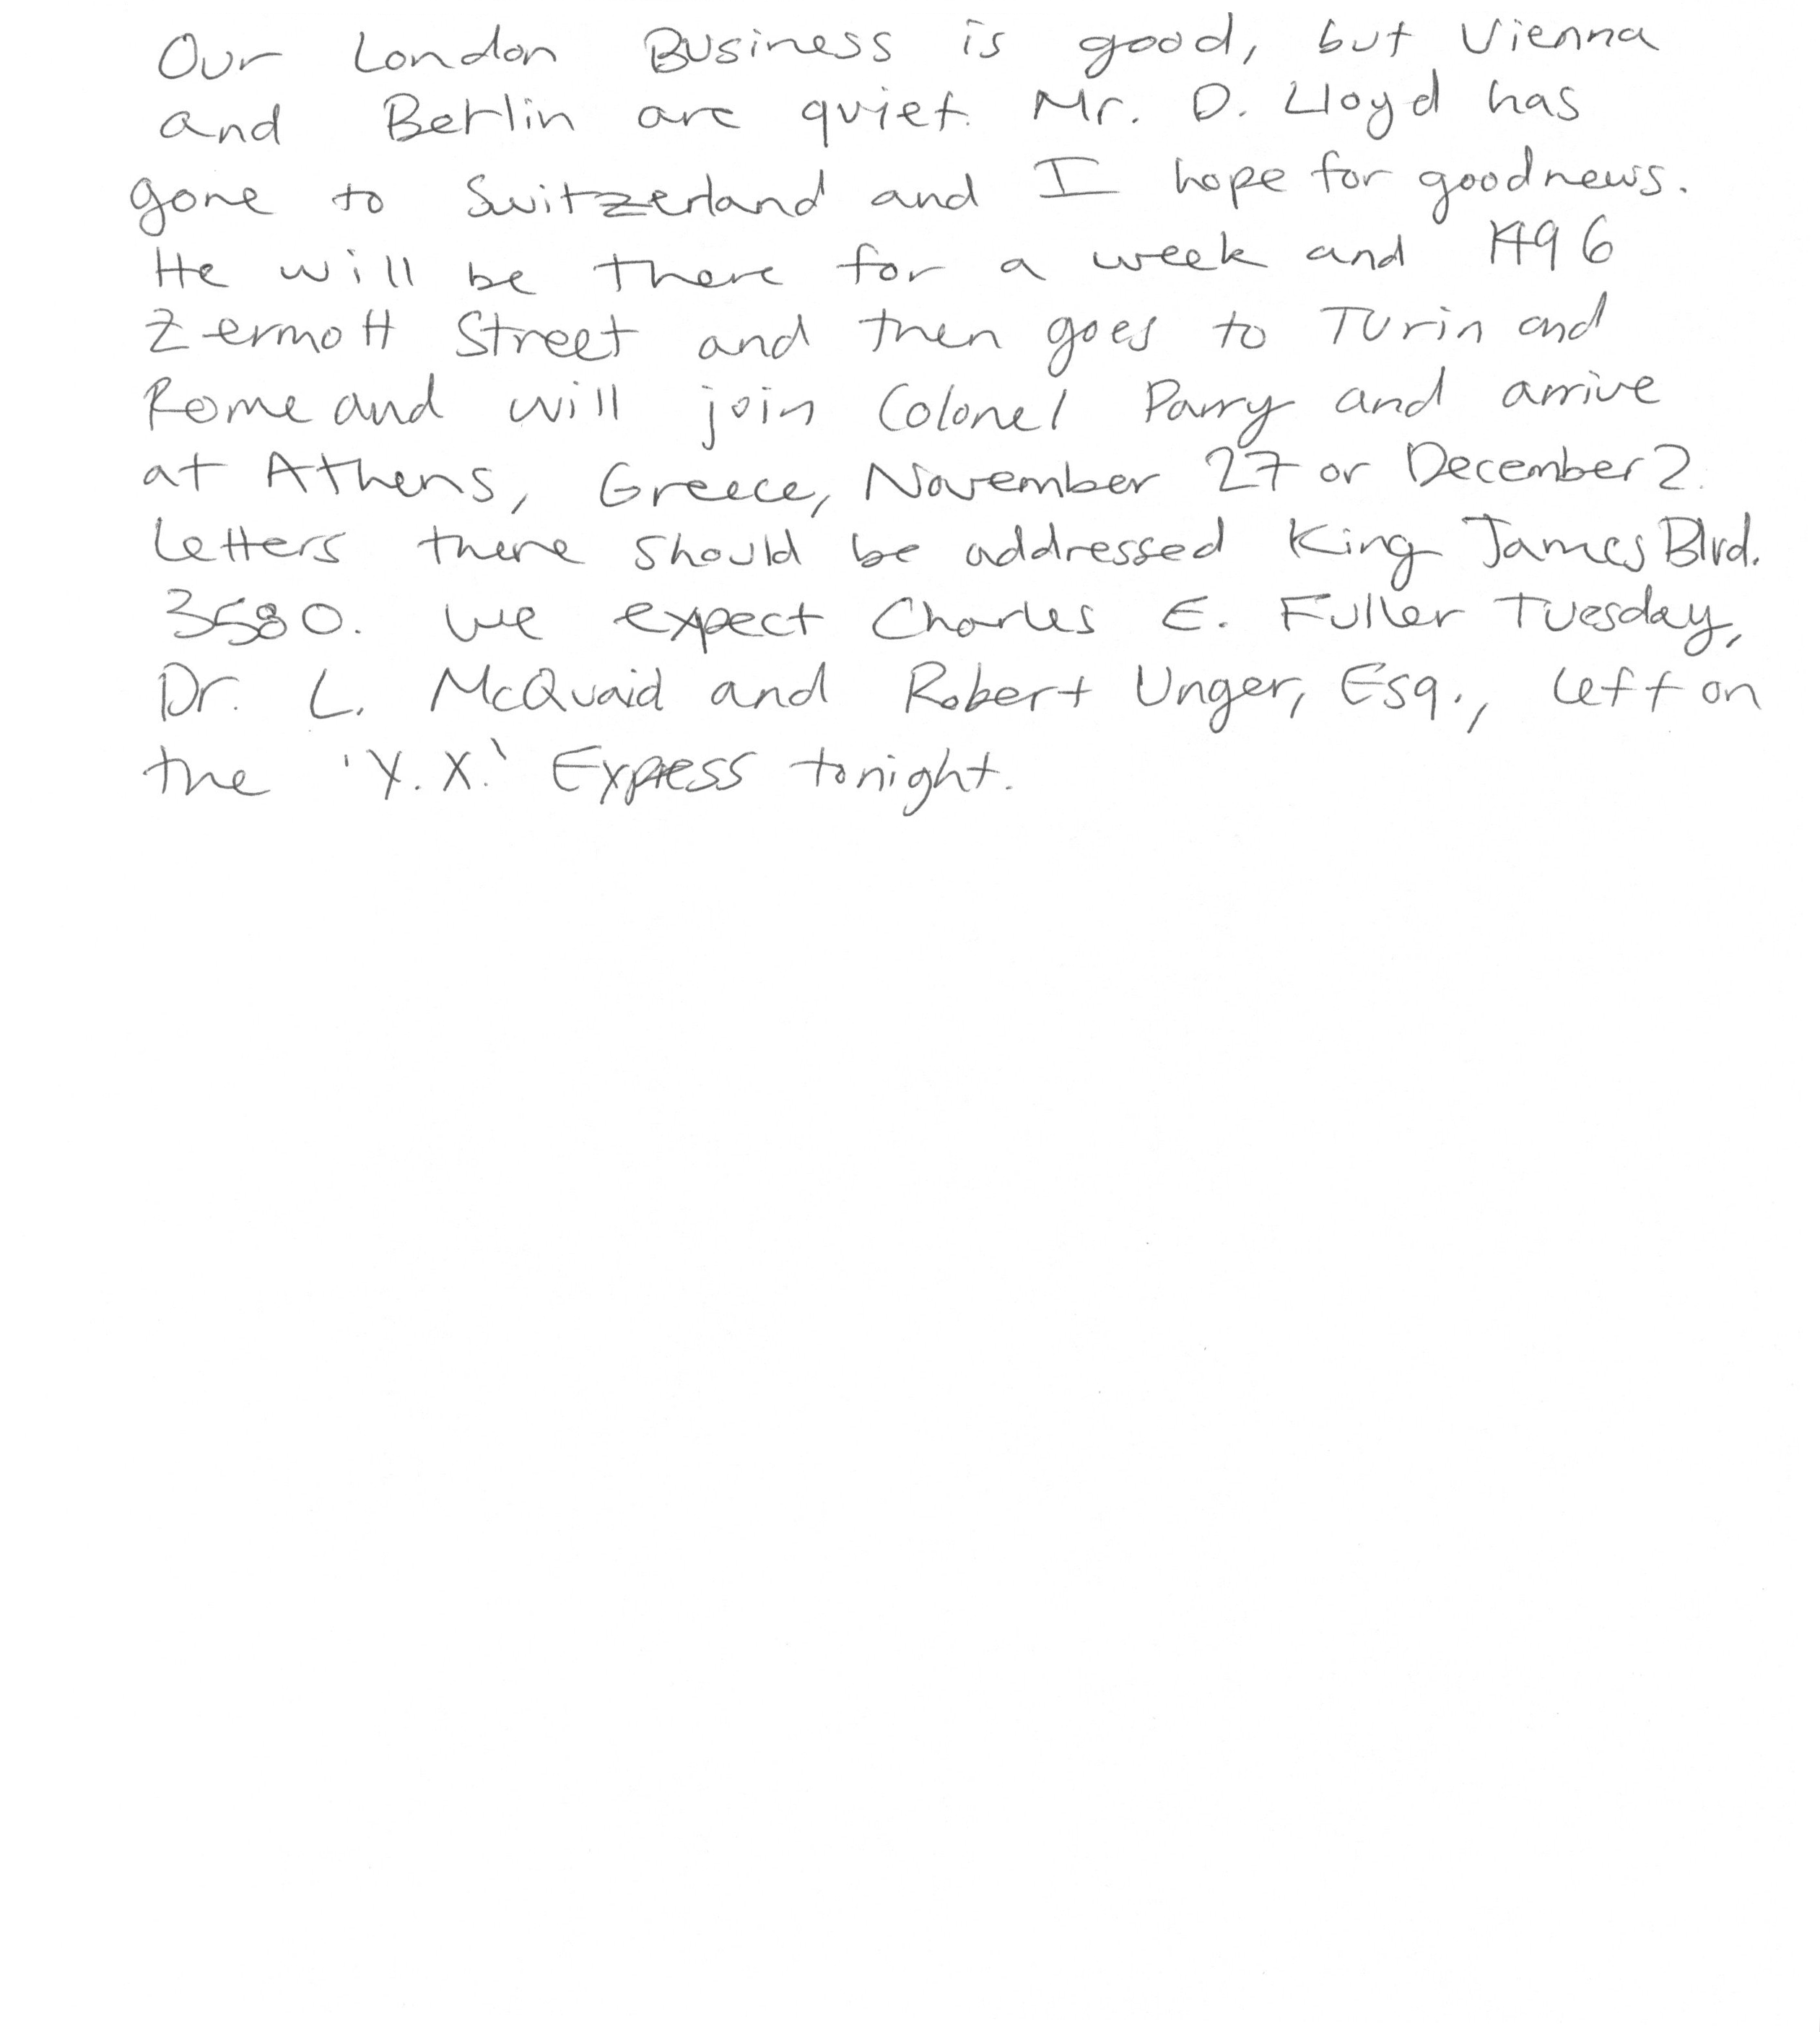 Our London Business is good, but Vienna
and Berlin are quiet. Mr. D. Lloyd has
gone to Switzerland and I hope for good news.
He will be there for a week and 1496
Zermott Street and then goes to Turin and
Rome and will join Colonel Parry and arrive
at Athens, Greece, November 27 or December 2.
Letters there should be addressed King James Blvd.
3580. We expect Charles E. Fuller Tuesday,
Dr. L. McQuaid and Robert Unger, Esq., left on
the 'Y.X.' Express tonight.